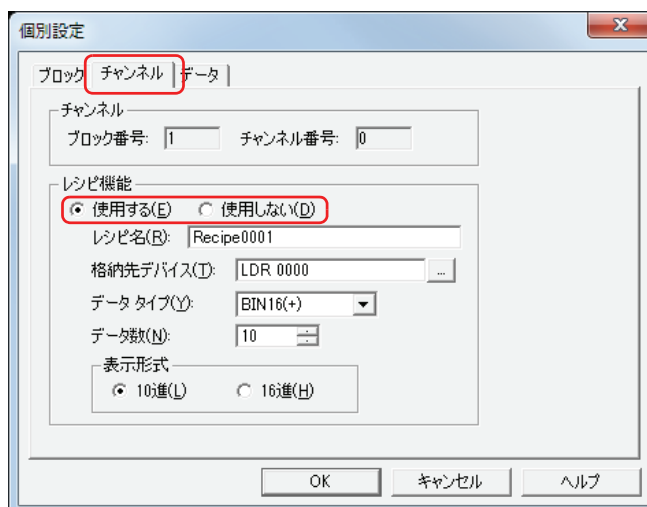 個別設定
ブロック チャンネル データ
チャンネル
ブロック番号: 1 チャンネル番号: 0
レシピ機能
使用する(E) 使用しない(D)
レシピ名(R): Recipe0001
格納先デバイス(T): LDR 0000 ...
データ タイプ(Y): BIN16(+)
データ数(N): 10
表示形式
10進(L) 16進(H)
OK キャンセル ヘルプ